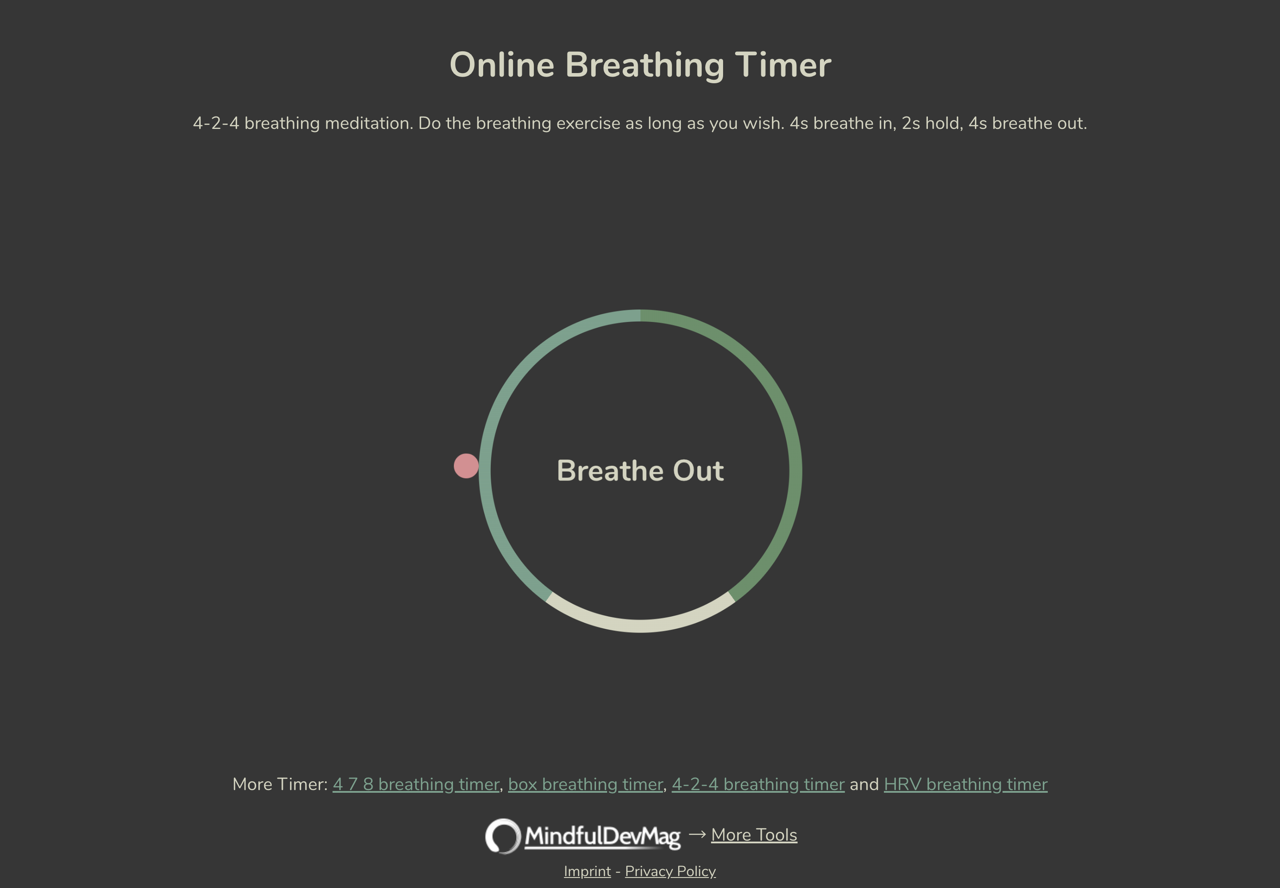 Online Breathing Timer
4-2-4 breathing meditation. Do the breathing exercise as long as you wish. 4s breathe in, 2s hold, 4s breathe out.
Breathe Out
More Timer: 4 7 8 breathing timer, box breathing timer, 4-2-4 breathing timer and HRV breathing timer
MindfulDevMag → More Tools
Imprint - Privacy Policy